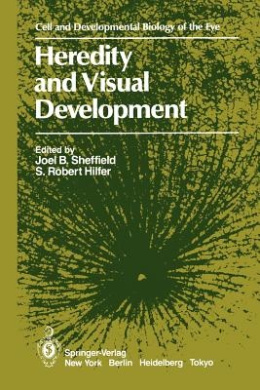 Cell and Developmental Biology of the Eye
Heredity
and Visual
Development
Edited by
Joel B. Sheffield
S. Robert Hilfer
Springer-Verlag
New York Berlin Heidelberg Tokyo